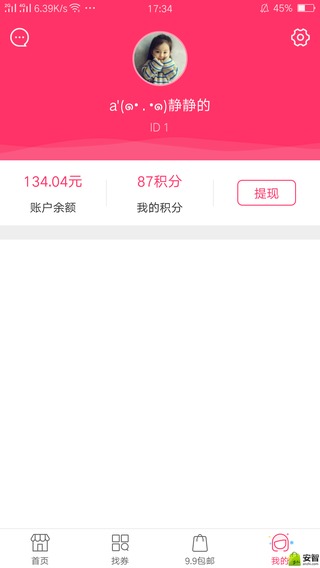 6.39K/s
17:34
45%
a'(๑• . •๑)静静的
ID 1
134.04元
87积分
提现
账户余额
我的积分
首页
找券
9.9包邮
我的
安智